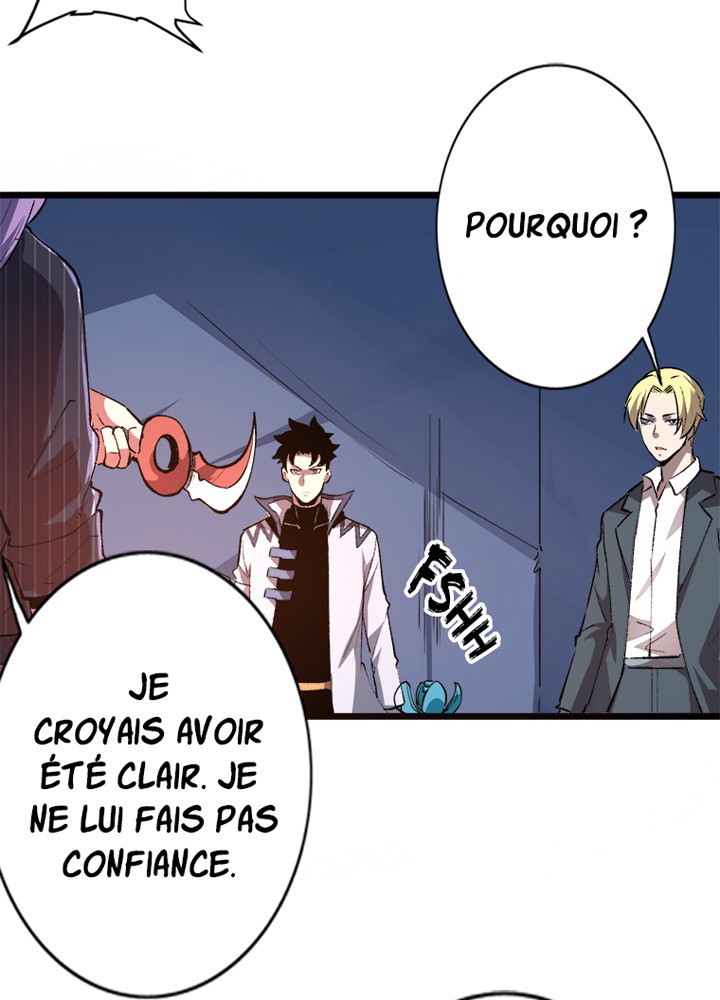 POURQUOI ?
FSHH
JE
CROYAIS AVOIR
ÉTÉ CLAIR. JE
NE LUI FAIS PAS
CONFIANCE.